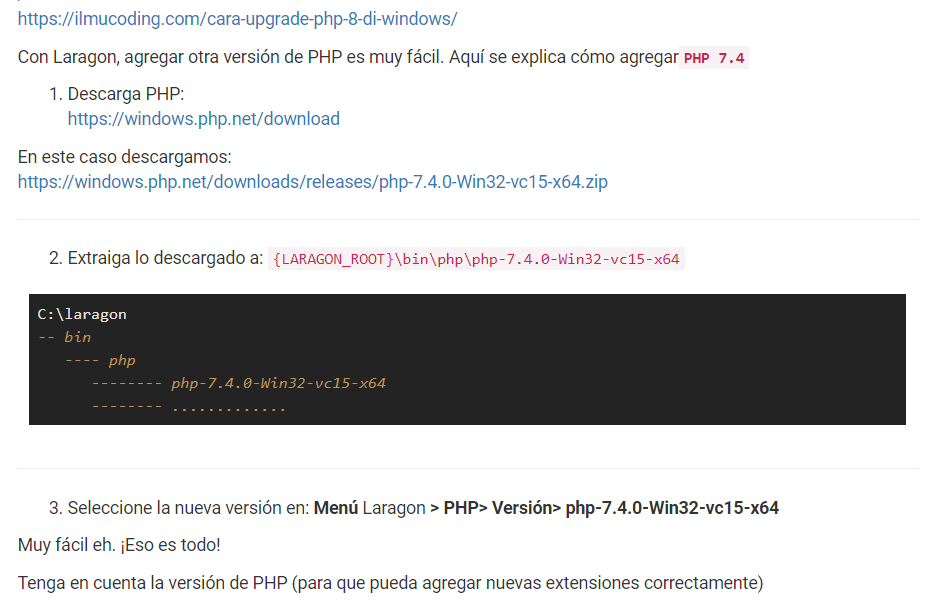 https://ilmucoding.com/cara-upgrade-php-8-di-windows/
Con Laragon, agregar otra versión de PHP es muy fácil. Aquí se explica cómo agregar PHP 7.4
1. Descarga PHP:
https://windows.php.net/download
En este caso descargamos:
https://windows.php.net/downloads/releases/php-7.4.0-Win32-vc15-x64.zip
2. Extraiga lo descargado a: {LARAGON_ROOT}\bin\php\php-7.4.0-Win32-vc15-x64
C:\laragon
-- bin
---- php
-------- php-7.4.0-Win32-vc15-x64
-------- .............
3. Seleccione la nueva versión en: Menú Laragon > PHP> Versión> php-7.4.0-Win32-vc15-x64
Muy fácil eh. ¡Eso es todo!
Tenga en cuenta la versión de PHP (para que pueda agregar nuevas extensiones correctamente)